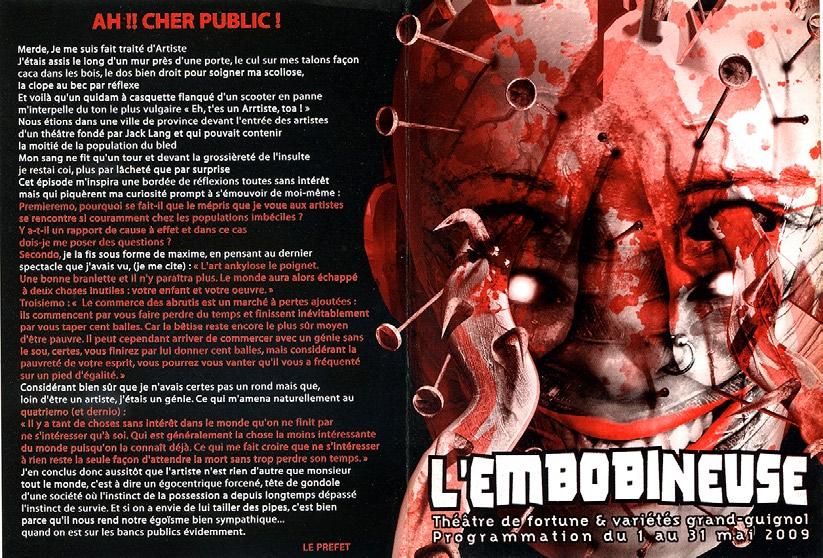 AH !! CHER PUBLIC !
Merde, Je me suis fait traité d'Artiste
J'étais assis le long d'un mur près d'une porte, le cul sur mes talons façon
caca dans les bois, le dos bien droit pour soigner ma scoliose,
la clope au bec par réflexe
Et voilà qu'un quidam à casquette flanqué d'un scooter en panne
m'interpelle du ton le plus vulgaire « Eh, t'es un Arrtiste, toa ! »
Nous étions dans une ville de province devant l'entrée des artistes
d'un théâtre fondé par Jack Lang et qui pouvait contenir
la moitié de la population du bled
Mon sang ne fit qu'un tour et devant la grossièreté de l'insulte
je restai coi, plus par lâcheté que par surprise
Cet épisode m'inspira une bordée de réflexions toutes sans intérêt
mais qui piquèrent ma curiosité prompt à s'émouvoir de moi-même :
Premieremo, pourquoi se fait-il que le mépris que je voue aux artistes
se rencontre si couramment chez les populations imbéciles ?
Y a-t-il un rapport de cause à effet et dans ce cas
dois-je me poser des questions ?
Secondo, je la fis sous forme de maxime, en pensant au dernier
spectacle que j'avais vu, (je me cite) : « L'art ankylose le poignet.
Une bonne branlette et il n'y paraîtra plus. Le monde aura alors échappé
à deux choses inutiles : votre enfant et votre oeuvre. »
Troisiemo : « Le commerce des abrutis est un marché à pertes ajoutées :
ils commencent par vous faire perdre du temps et finissent inévitablement
par vous taper cent balles. Car la bêtise reste encore le plus sûr moyen
d'être pauvre. Il peut cependant arriver de commercer avec un génie sans
le sou, certes, vous finirez par lui donner cent balles, mais considérant la
pauvreté de votre esprit, vous pourrez vous vanter qu'il vous a fréquenté
sur un pied d'égalité. »
Considérant bien sûr que je n'avais certes pas un rond mais que,
loin d'être un artiste, j'étais un génie. Ce qui m'amena naturellement au
quatriemo (et dernio) :
« Il y a tant de choses sans intérêt dans le monde qu'on ne finit par
ne s'intéresser qu'à soi. Qui est généralement la chose la moins intéressante
du monde puisqu'on la connaît déjà. Ce qui me fait croire que ne s'intéresser
à rien reste la seule façon d'attendre la mort sans trop perdre son temps. »
J'en conclus donc aussitôt que l'artiste n'est rien d'autre que monsieur
tout le monde, c'est à dire un égocentrique forcené, tête de gondole
d'une société où l'instinct de la possession a depuis longtemps dépassé
l'instinct de survie. Et si on a envie de lui tailler des pipes, c'est bien
parce qu'il nous rend notre égoïsme bien sympathique...
quand on est sur les bancs publics évidemment.
LE PREFET
L'EMBOBINEUSE
Théâtre de fortune & variétés grand-guignol
Programmation du 1 au 31 mai 2009